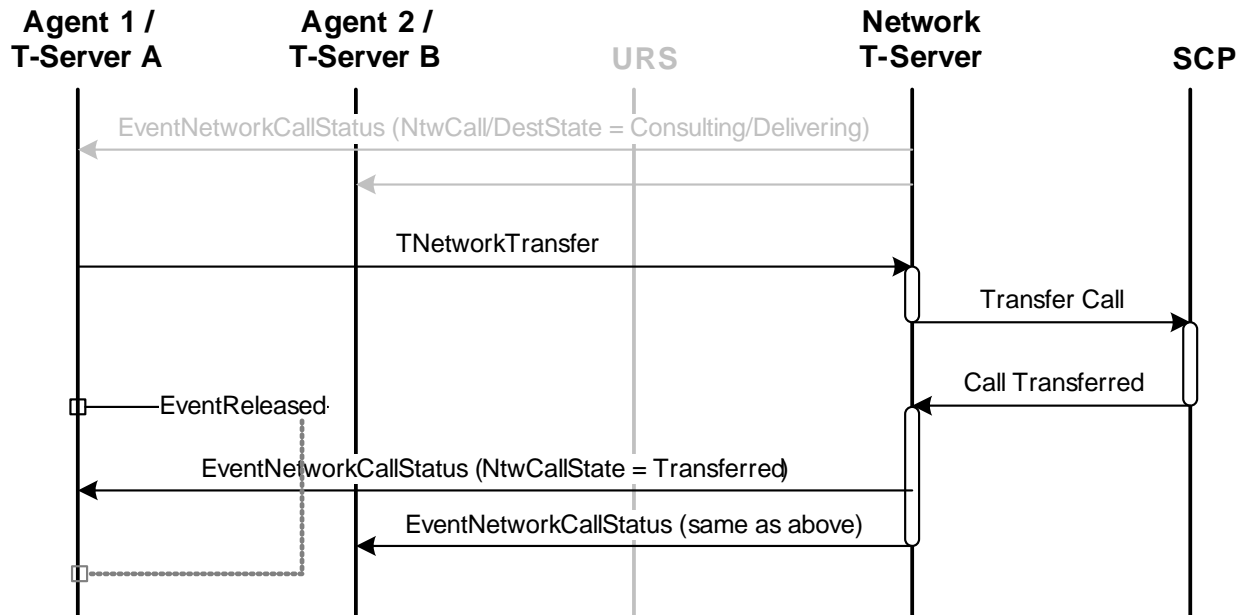 Agent 1 /
T-Server A
Agent 2 /
T-Server B
URS
Network
T-Server
SCP
EventNetworkCallStatus (NtwCall/DestState = Consulting/Delivering)
TNetworkTransfer
Transfer Call
Call Transferred
EventReleased
EventNetworkCallStatus (NtwCallState = Transferred)
EventNetworkCallStatus (same as above)